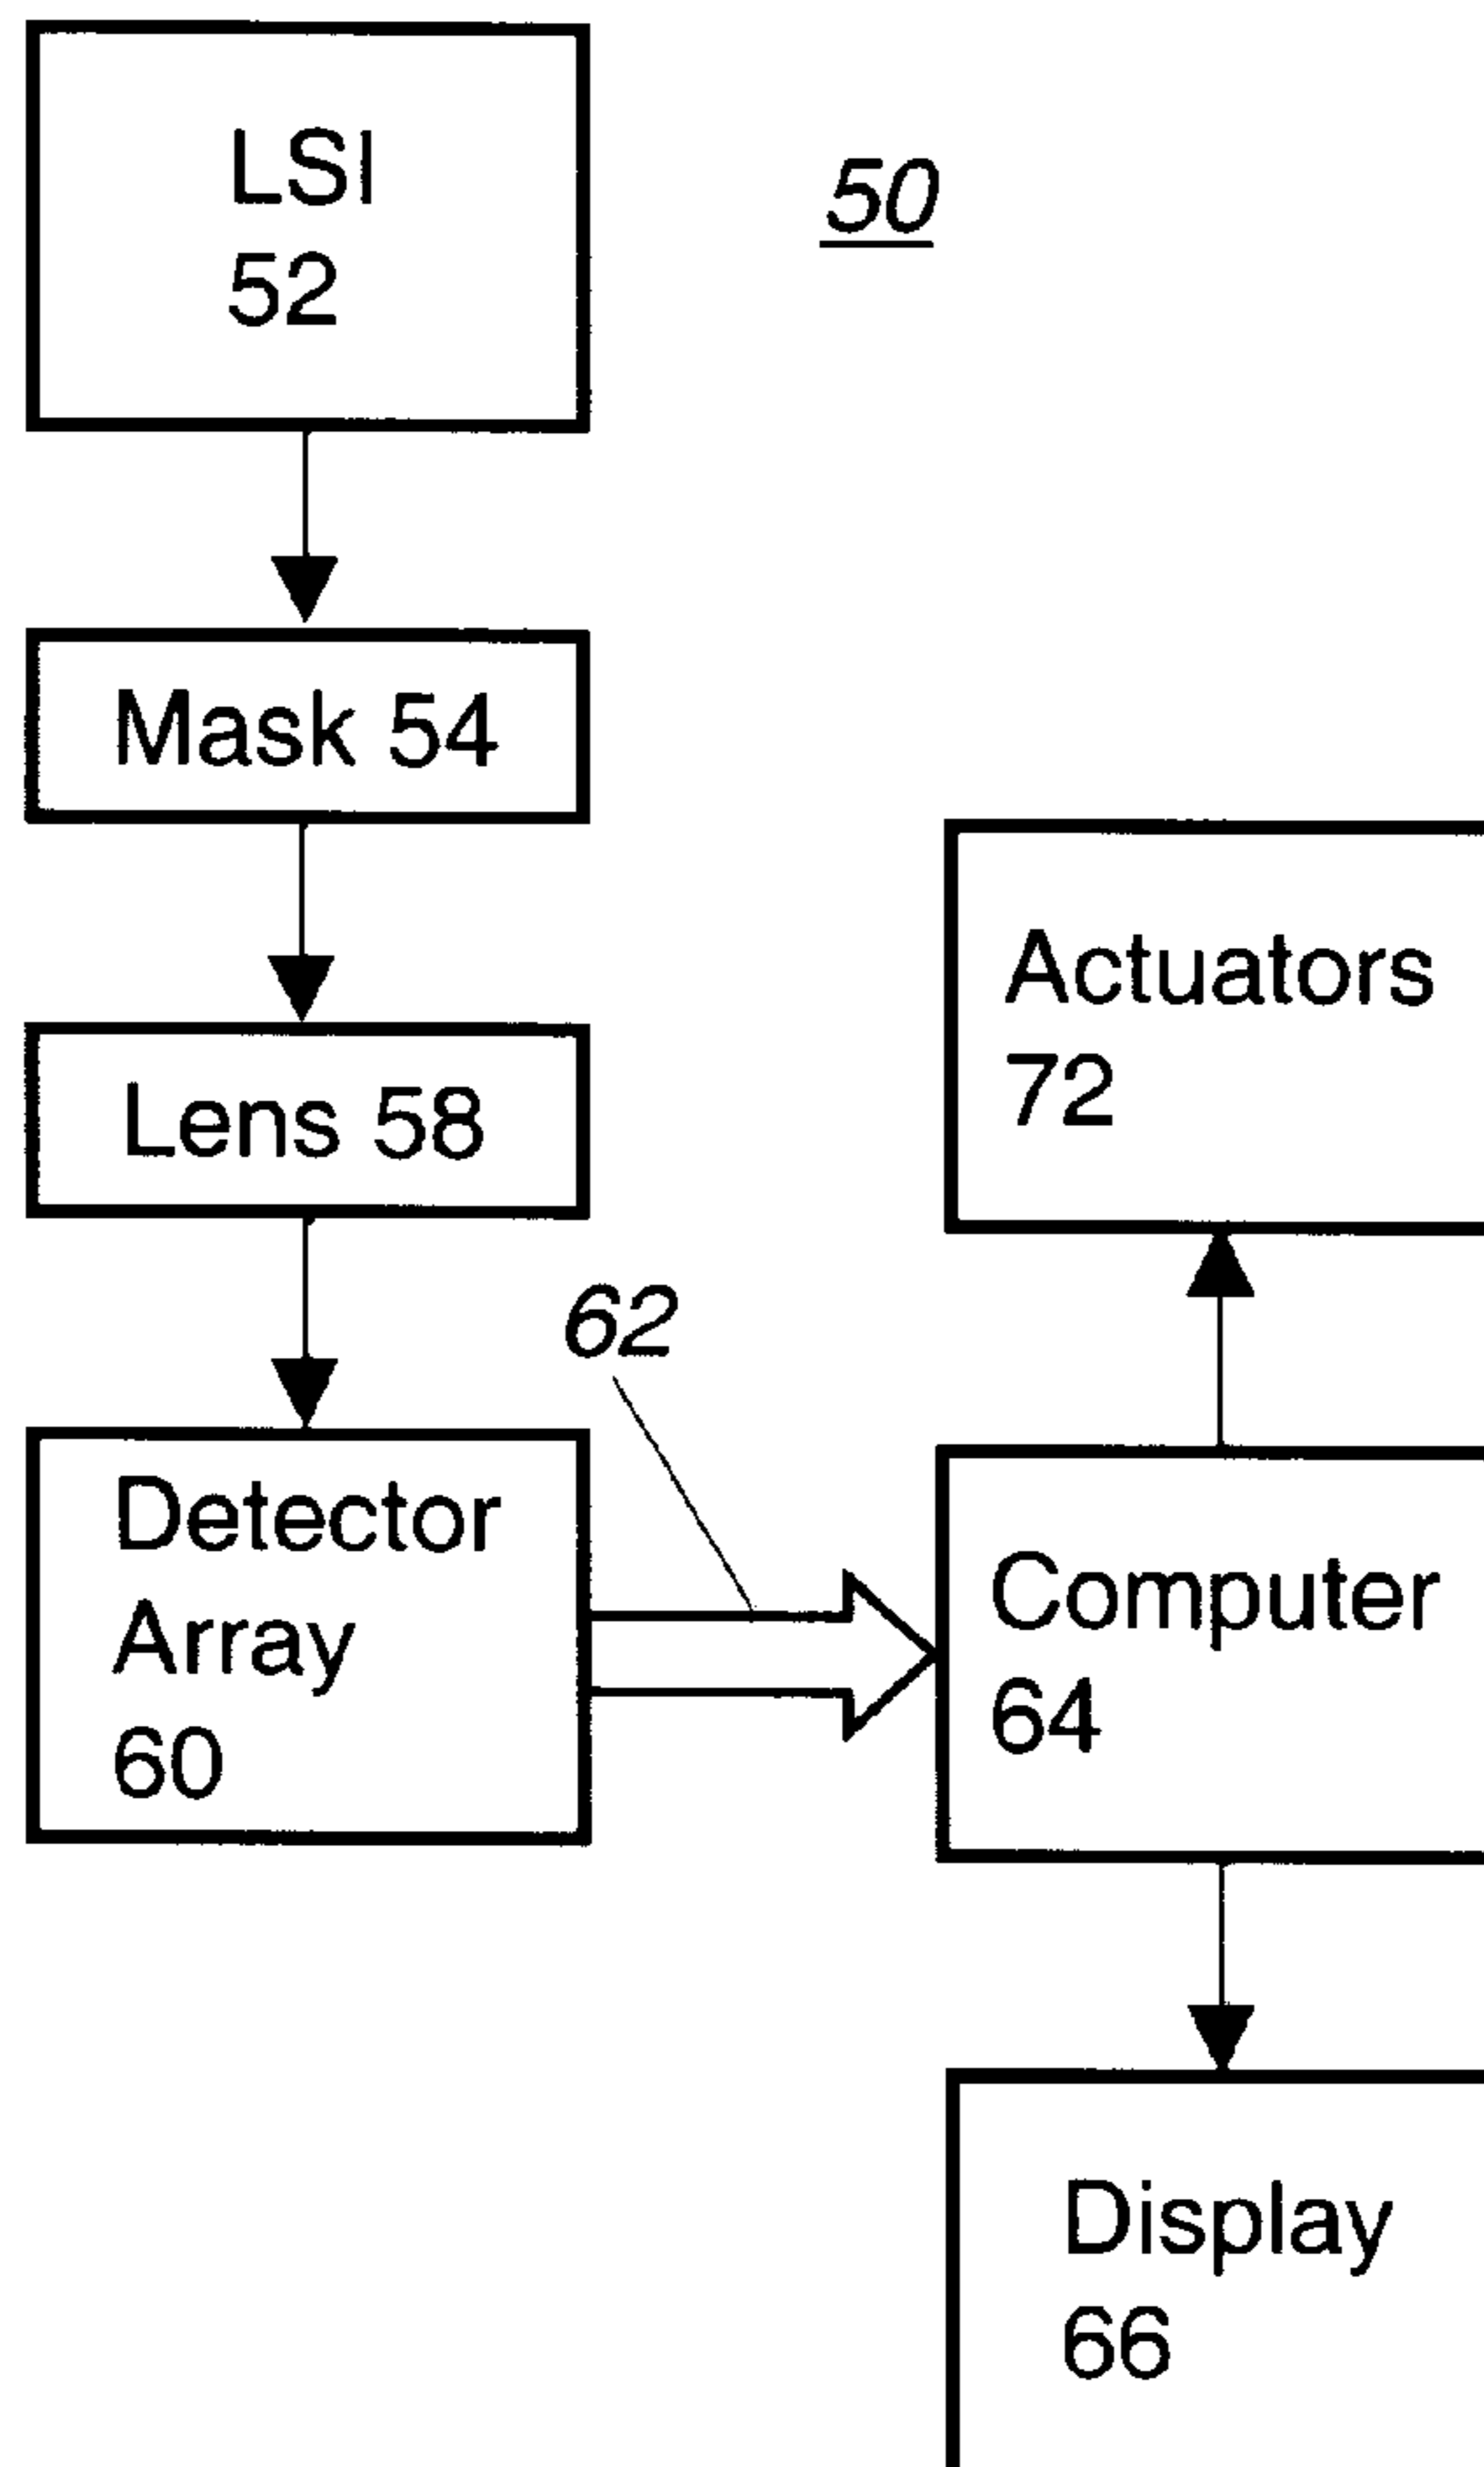 LSI
52
50
Mask 54
Lens 58
Actuators
72
62
Detector
Array
60
Computer
64
Display
66